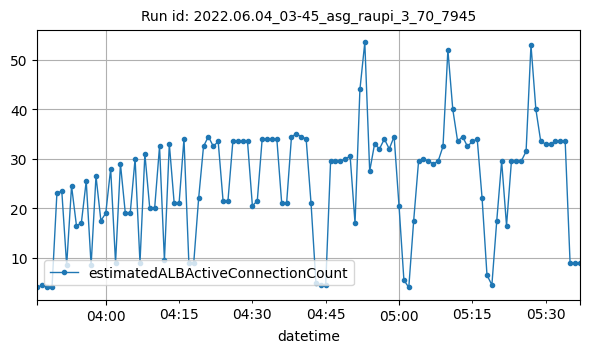 Run id: 2022.06.04_03-45_asg_raupi_3_70_7945
50
40
30
20
10
estimatedALBActiveConnectionCount
04:00 04:15 04:30 04:45 05:00 05:15 05:30
datetime